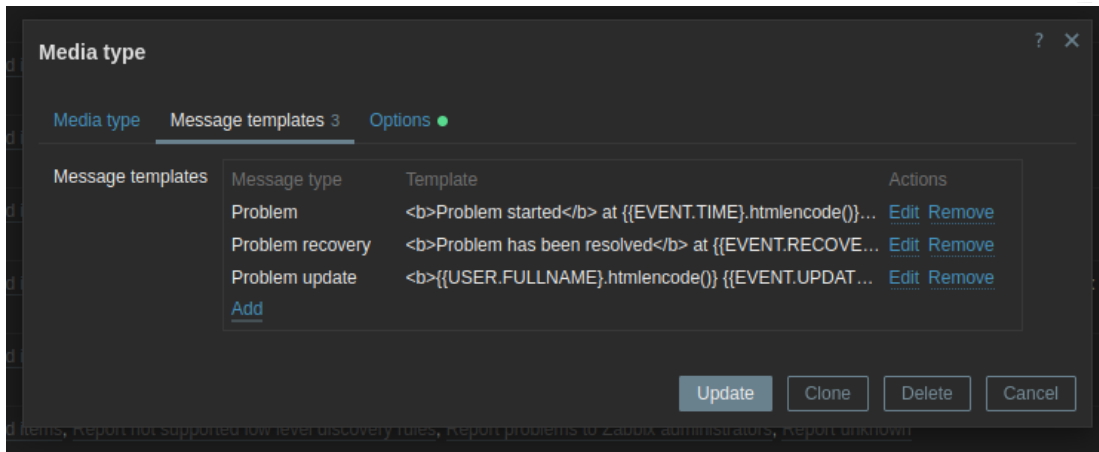 Media type
? ×
Media type Message templates 3 Options
Message templates
Message type Template Actions
Problem <b>Problem started</b> at {{EVENT.TIME}.htmlencode()}... Edit Remove
Problem recovery <b>Problem has been resolved</b> at {{EVENT.RECOVE... Edit Remove
Problem update <b>{{USER.FULLNAME}.htmlencode()} {{EVENT.UPDAT... Edit Remove
Add
Update Clone Delete Cancel
items, Report not supported low level discovery rules, Report problems to Zabbix administrators, Report unknown